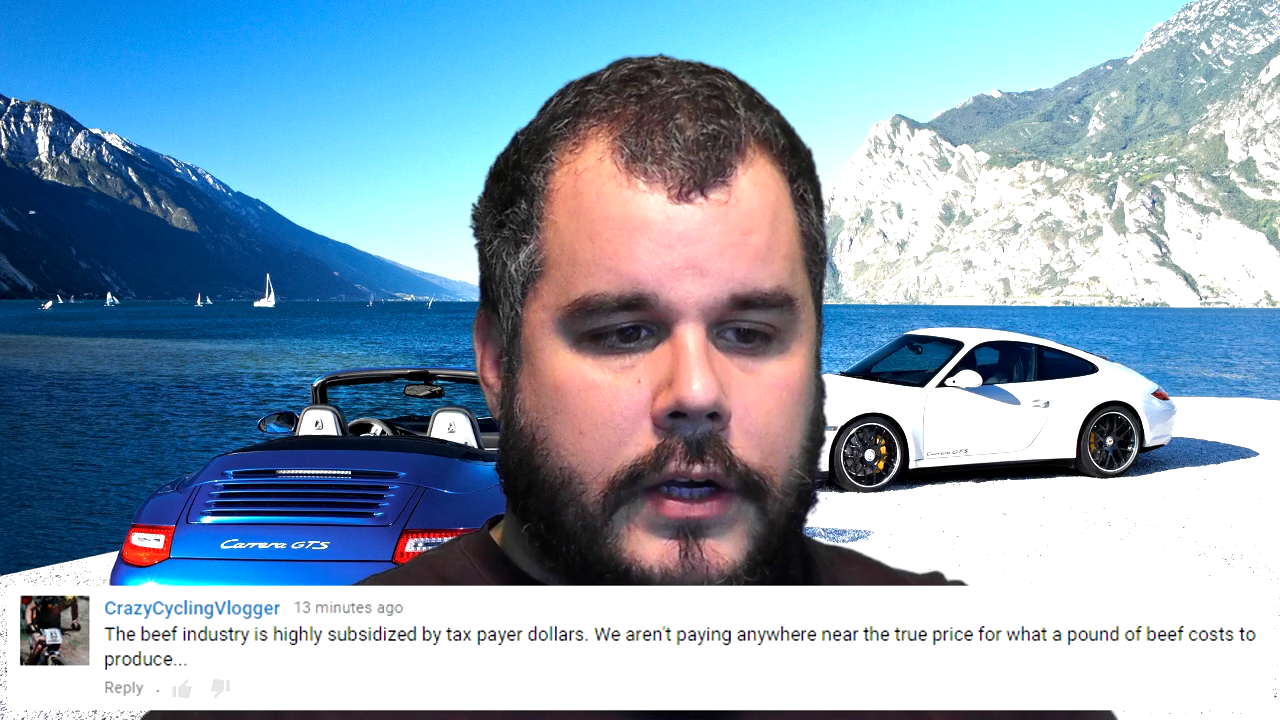 Carrera GTS
Carrera GTS
CrazyCyclingVlogger 13 minutes ago
The beef industry is highly subsidized by tax payer dollars. We aren't paying anywhere near the true price for what a pound of beef costs to
produce...
Reply .